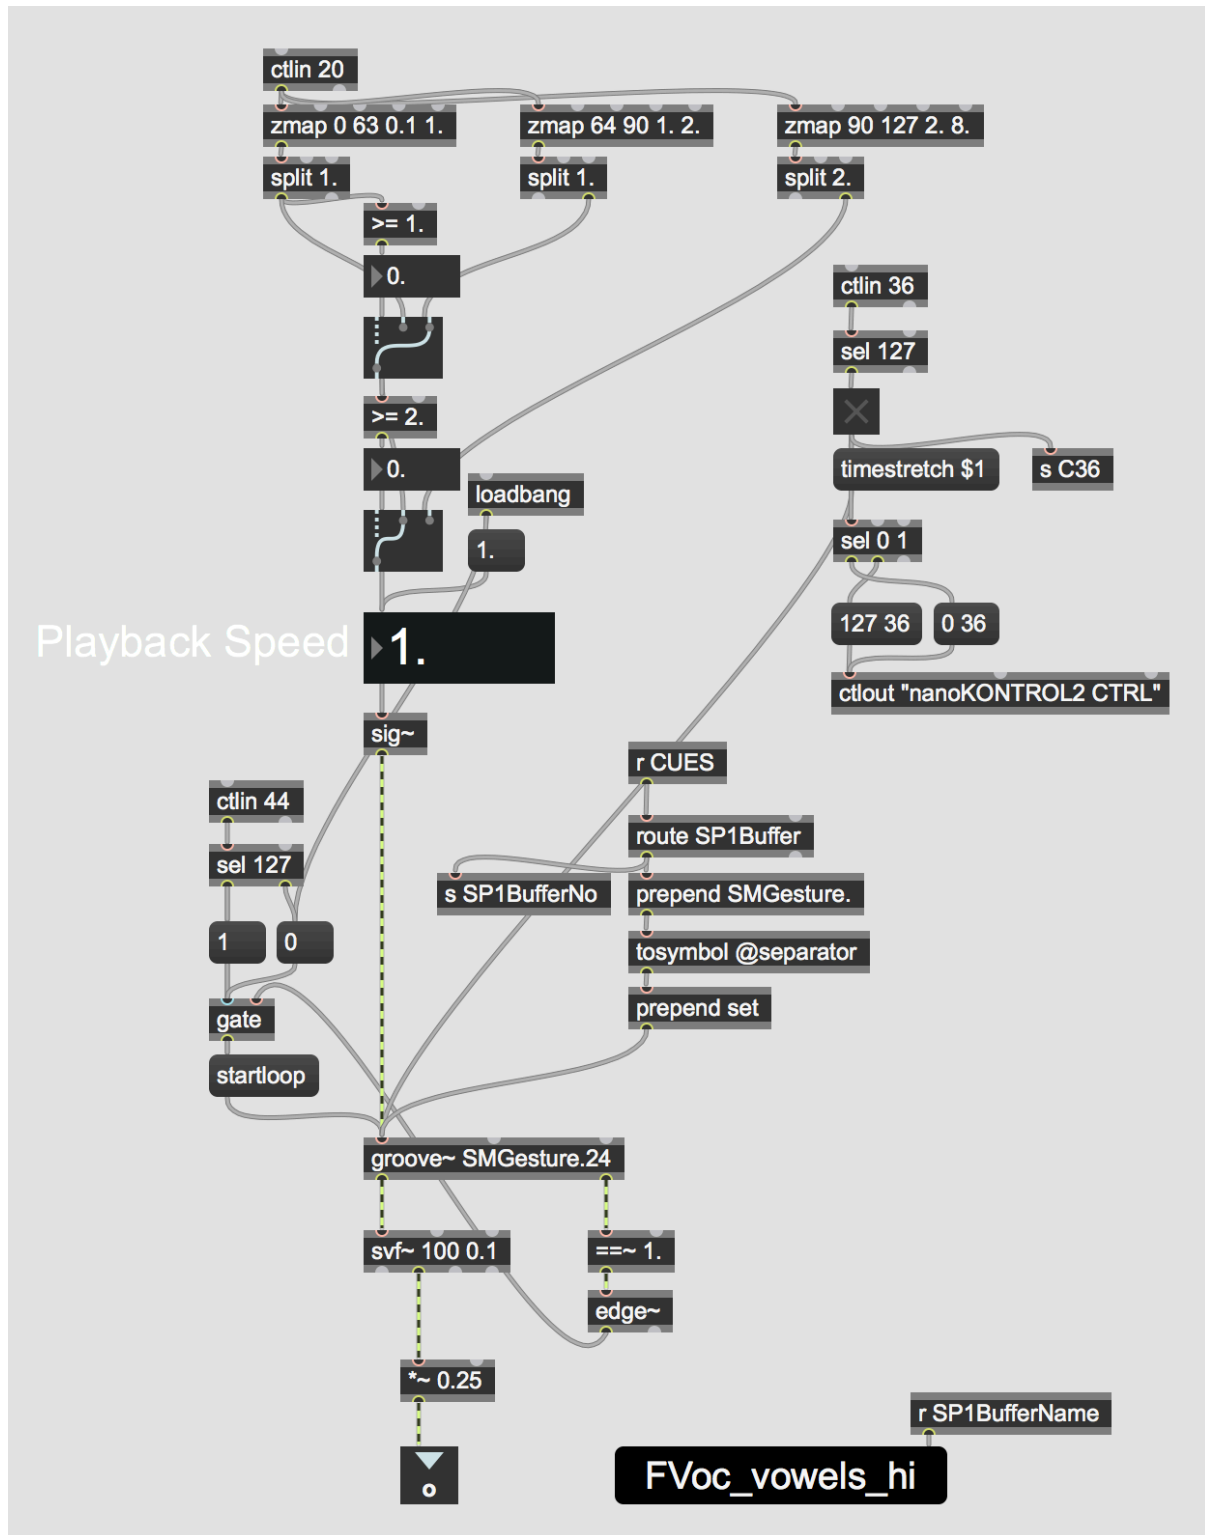 ctlin 20
zmap 0 63 0.1 1.
zmap 64 90 1. 2.
zmap 90 127 2. 8.
split 1.
split 1.
split 2.
>= 1.
0.
ctlin 36
sel 127
>= 2.
0.
timestretch $1
s C36
loadbang
1.
sel 0 1
127 36
0 36
Playback Speed
1.
ctlout "nanoKONTROL2 CTRL"
sig~
r CUES
ctlin 44
route SP1Buffer
sel 127
s SP1BufferNo
prepend SMGesture.
1
0
tosymbol @separator
gate
prepend set
startloop
groove~ SMGesture.24
svf~ 100 0.1
==~ 1.
edge~
*~ 0.25
r SP1BufferName
o
FVoc_vowels_hi